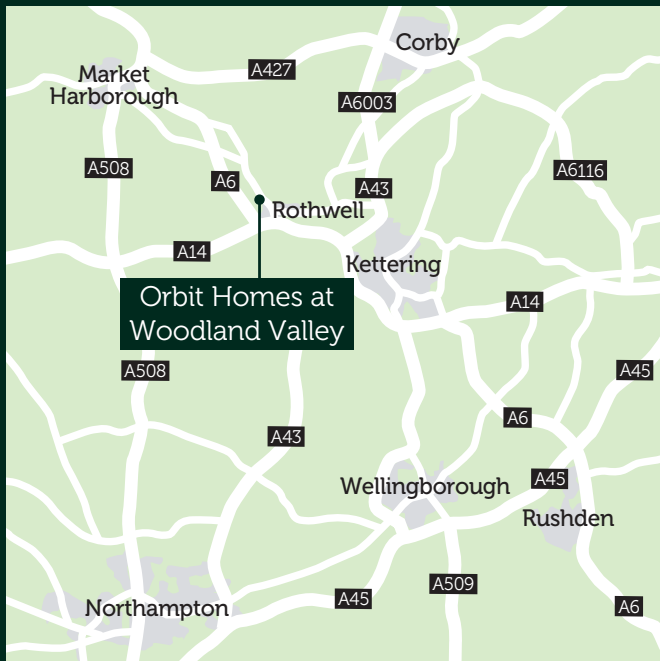 Corby
Market
Harborough
A427
A6003
A508
A6
A43
A6116
Rothwell
A14
Kettering
Orbit Homes at
Woodland Valley
A14
A508
A45
A6
A43
Wellingborough
A45
Rushden
Northampton
A45
A509
A6